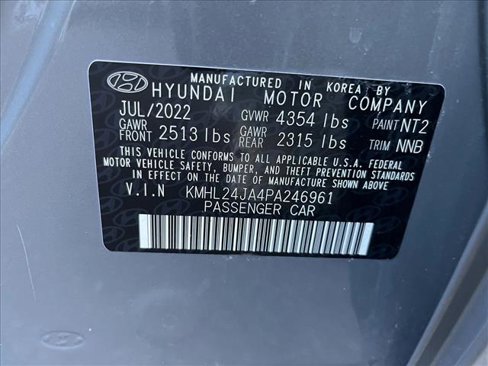 MANUFACTURED IN KOREA BY
HYUNDAI MOTOR COMPANY
JUL/2022 GVWR 4354 lbs PAINT NT2
GAWR FRONT 2513 lbs GAWR REAR 2315 lbs TRIM NNB
THIS VEHICLE CONFORMS TO ALL APPLICABLE U.S.A. FEDERAL
MOTOR VEHICLE SAFETY, BUMPER, AND THEFT PREVENTION STANDARDS
IN EFFECT ON THE DATE OF MANUFACTURE SHOWN ABOVE.
V.I.N KMHL24JA4PA246961
PASSENGER CAR